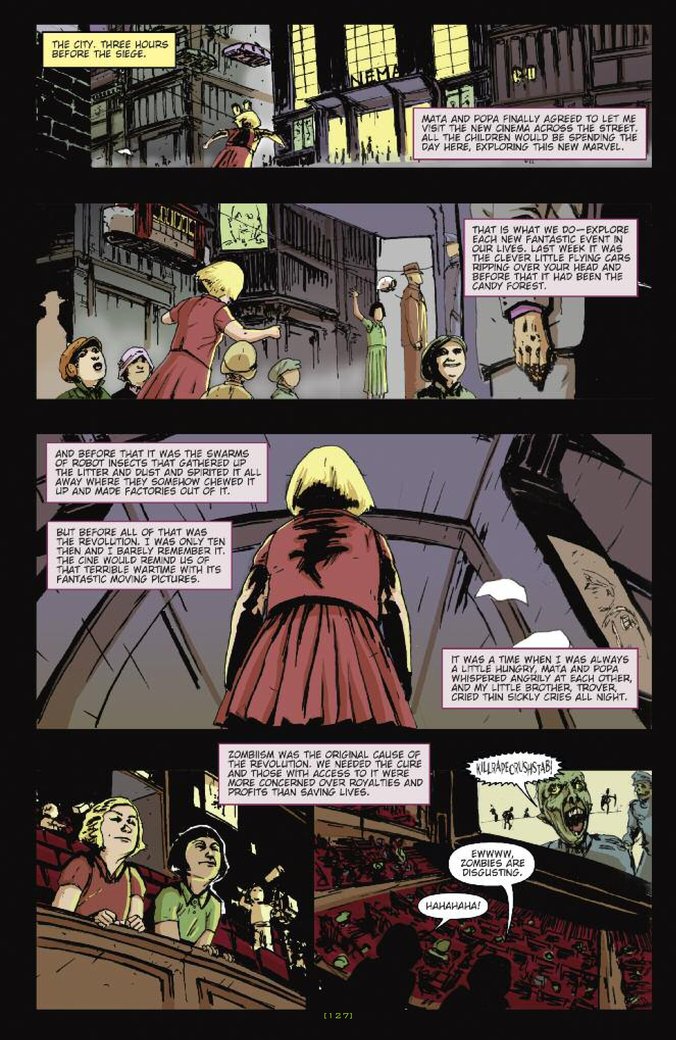 THE CITY. THREE HOURS
BEFORE THE SIEGE.
NEMA
MATA AND POPA FINALLY AGREED TO LET ME
VISIT THE NEW CINEMA ACROSS THE STREET.
ALL THE CHILDREN WOULD BE SPENDING THE
DAY HERE, EXPLORING THIS NEW MARVEL.
THAT IS WHAT WE DO—EXPLORE
EACH NEW FANTASTIC EVENT IN
OUR LIVES. LAST WEEK IT WAS
THE CLEVER LITTLE FLYING CARS
RIPPING OVER YOUR HEAD AND
BEFORE THAT IT HAD BEEN THE
CANDY FOREST.
AND BEFORE THAT IT WAS THE SWARMS
OF ROBOT INSECTS THAT GATHERED UP
THE LITTER AND DUST AND SPIRITED IT ALL
AWAY WHERE THEY SOMEHOW CHEWED IT
UP AND MADE FACTORIES OUT OF IT.
BUT BEFORE ALL OF THAT WAS
THE REVOLUTION. I WAS ONLY TEN
THEN AND I BARELY REMEMBER IT.
THE CINE WOULD REMIND US OF
THAT TERRIBLE WARTIME WITH ITS
FANTASTIC MOVING PICTURES.
IT WAS A TIME WHEN I WAS ALWAYS
A LITTLE HUNGRY, MATA AND POPA
WHISPERED ANGRILY AT EACH OTHER,
AND MY LITTLE BROTHER, TROVER,
CRIED THIN SICKLY CRIES ALL NIGHT.
ZOMBIISM WAS THE ORIGINAL CAUSE OF
THE REVOLUTION. WE NEEDED THE CURE
AND THOSE WITH ACCESS TO IT WERE
MORE CONCERNED OVER ROYALTIES AND
PROFITS THAN SAVING LIVES.
KILLRAPECRUSHSTAB!
EWWWW,
ZOMBIES ARE
DISGUSTING.
HAHAHAHA!
[127]